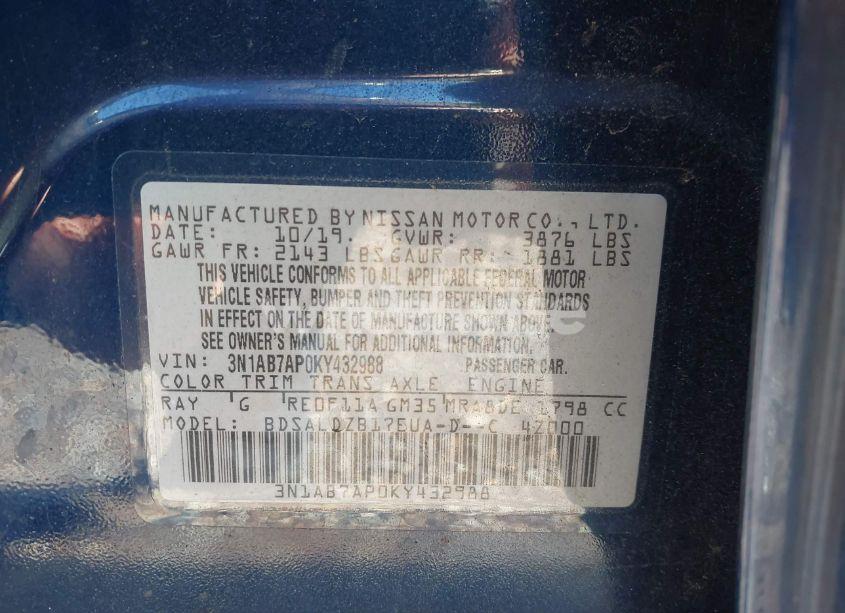 MANUFACTURED BY NISSAN MOTOR CO., LTD.
DATE: 10/19. GVWR: 3876 LBS
GAWR FR: 2143 LBS GAWR RR: 1881 LBS
THIS VEHICLE CONFORMS TO ALL APPLICABLE FEDERAL MOTOR
VEHICLE SAFETY, BUMPER AND THEFT PREVENTION STANDARDS
IN EFFECT ON THE DATE OF MANUFACTURE SHOWN ABOVE.
SEE OWNER'S MANUAL FOR ADDITIONAL INFORMATION.
VIN: 3N1AB7AP0KY432988 PASSENGER CAR.
COLOR TRIM TRANS AXLE ENGINE
RAY G RE0F11A GM35 MRA8DE 1798 CC
MODEL: BDSALQZB17EUA-D--C 4Z000
3N1AB7AP0KY432988